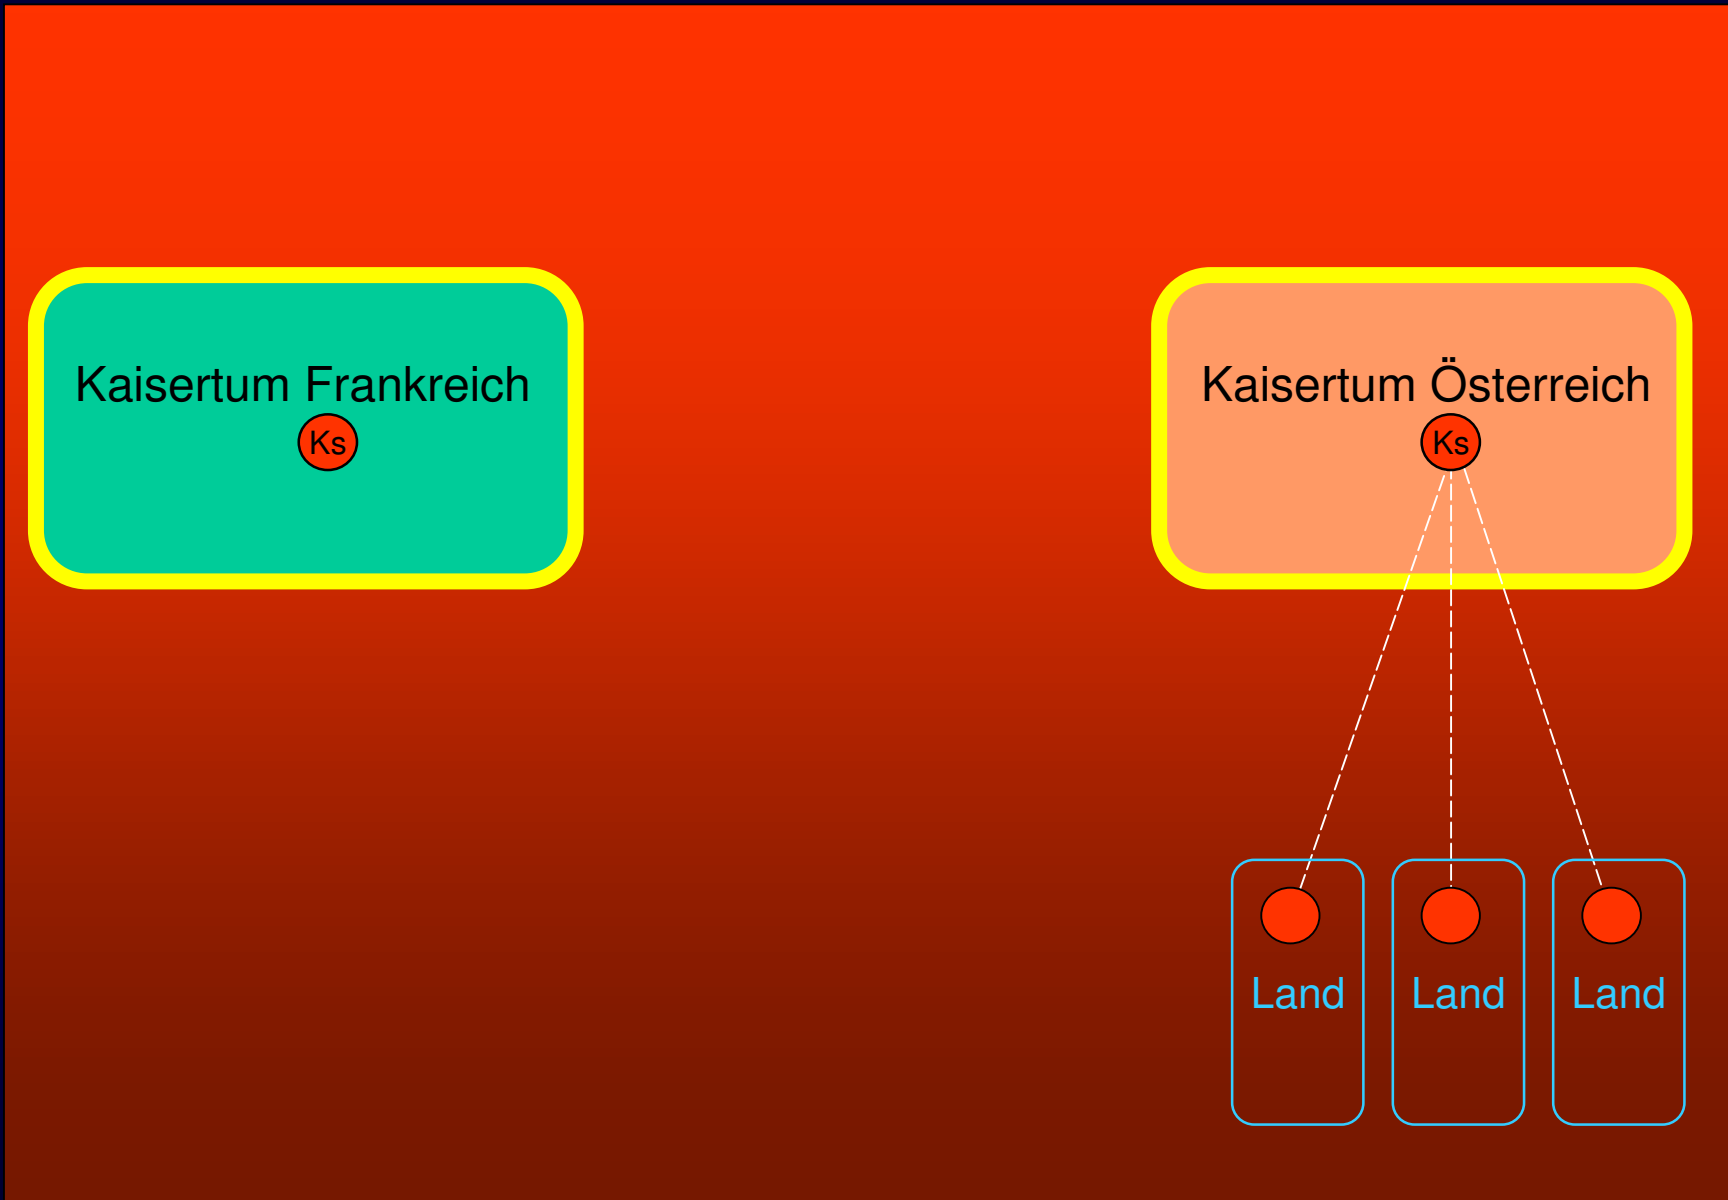 Kaisertum Frankreich
Ks
Kaisertum Österreich
Ks
Land
Land
Land